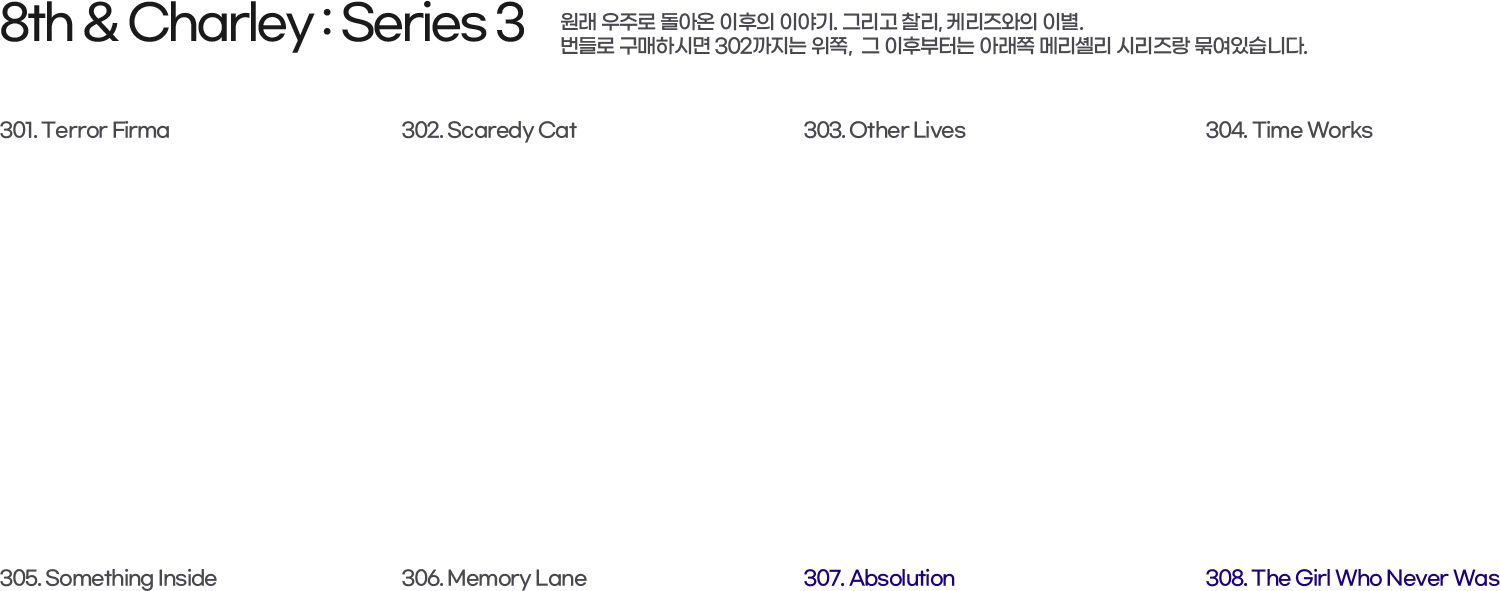 8th & Charley : Series 3
원래 우주로 돌아온 이후의 이야기. 그리고 찰리, 케리즈와의 이별.
번들로 구매하시면 302까지는 위쪽, 그 이후부터는 아래쪽 메리셸리 시리즈랑 묶여있습니다.
301. Terror Firma
302. Scaredy Cat
303. Other Lives
304. Time Works
305. Something Inside
306. Memory Lane
307. Absolution
308. The Girl Who Never Was